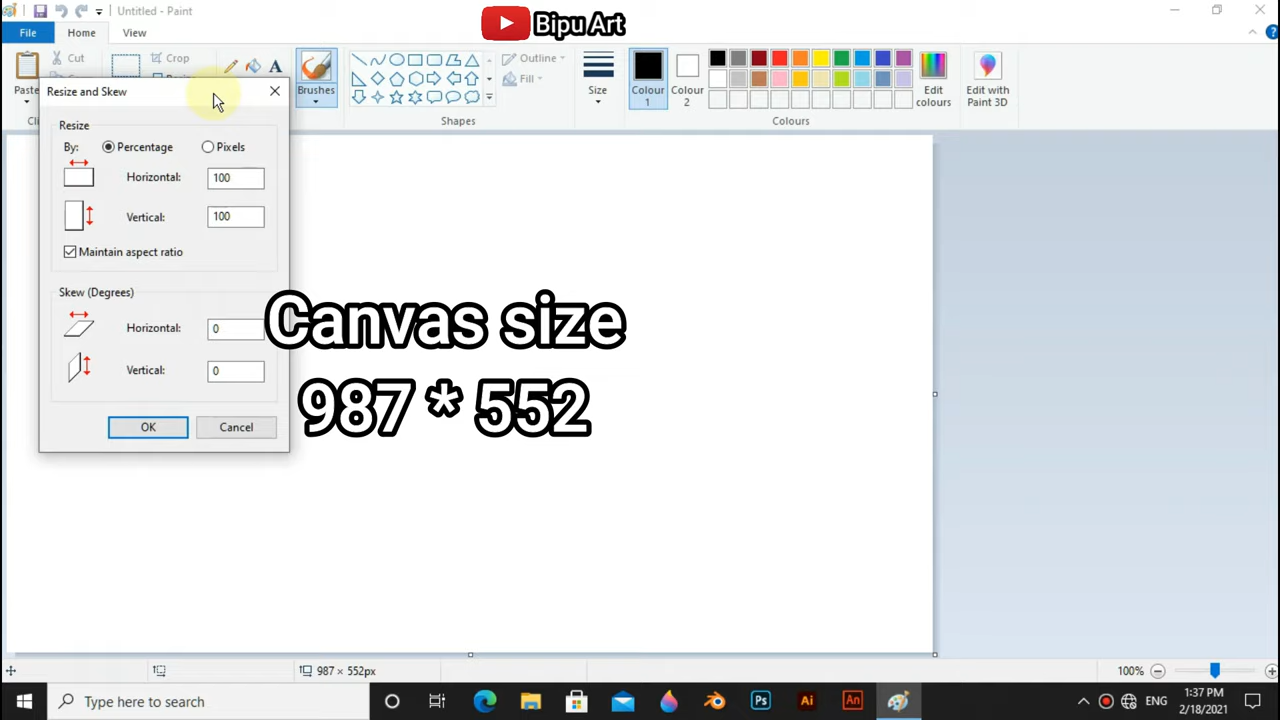 Untitled - Paint
Bipu Art
File
Home
View
Paste
Cut
Crop
Brushes
Outline
Fill
Shapes
Size
Colour 1
Colour 2
Edit colours
Edit with Paint 3D
Colours
Resize and Skew
Resize
By: Percentage Pixels
Horizontal: 100
Vertical: 100
Maintain aspect ratio
Skew (Degrees)
Horizontal: 0
Vertical: 0
OK
Cancel
Canvas size
987 * 552
987 × 552px
100%
Type here to search
Ps
Ai
An
ENG
1:37 PM
2/18/2021